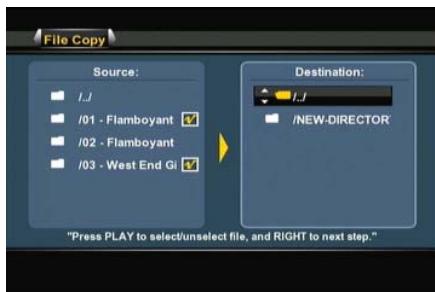 File Copy
Source:
/../
/01 - Flamboyant
/02 - Flamboyant
/03 - West End Gi
Destination:
/../
/NEW-DIRECTOR
"Press PLAY to select/unselect file, and RIGHT to next step."